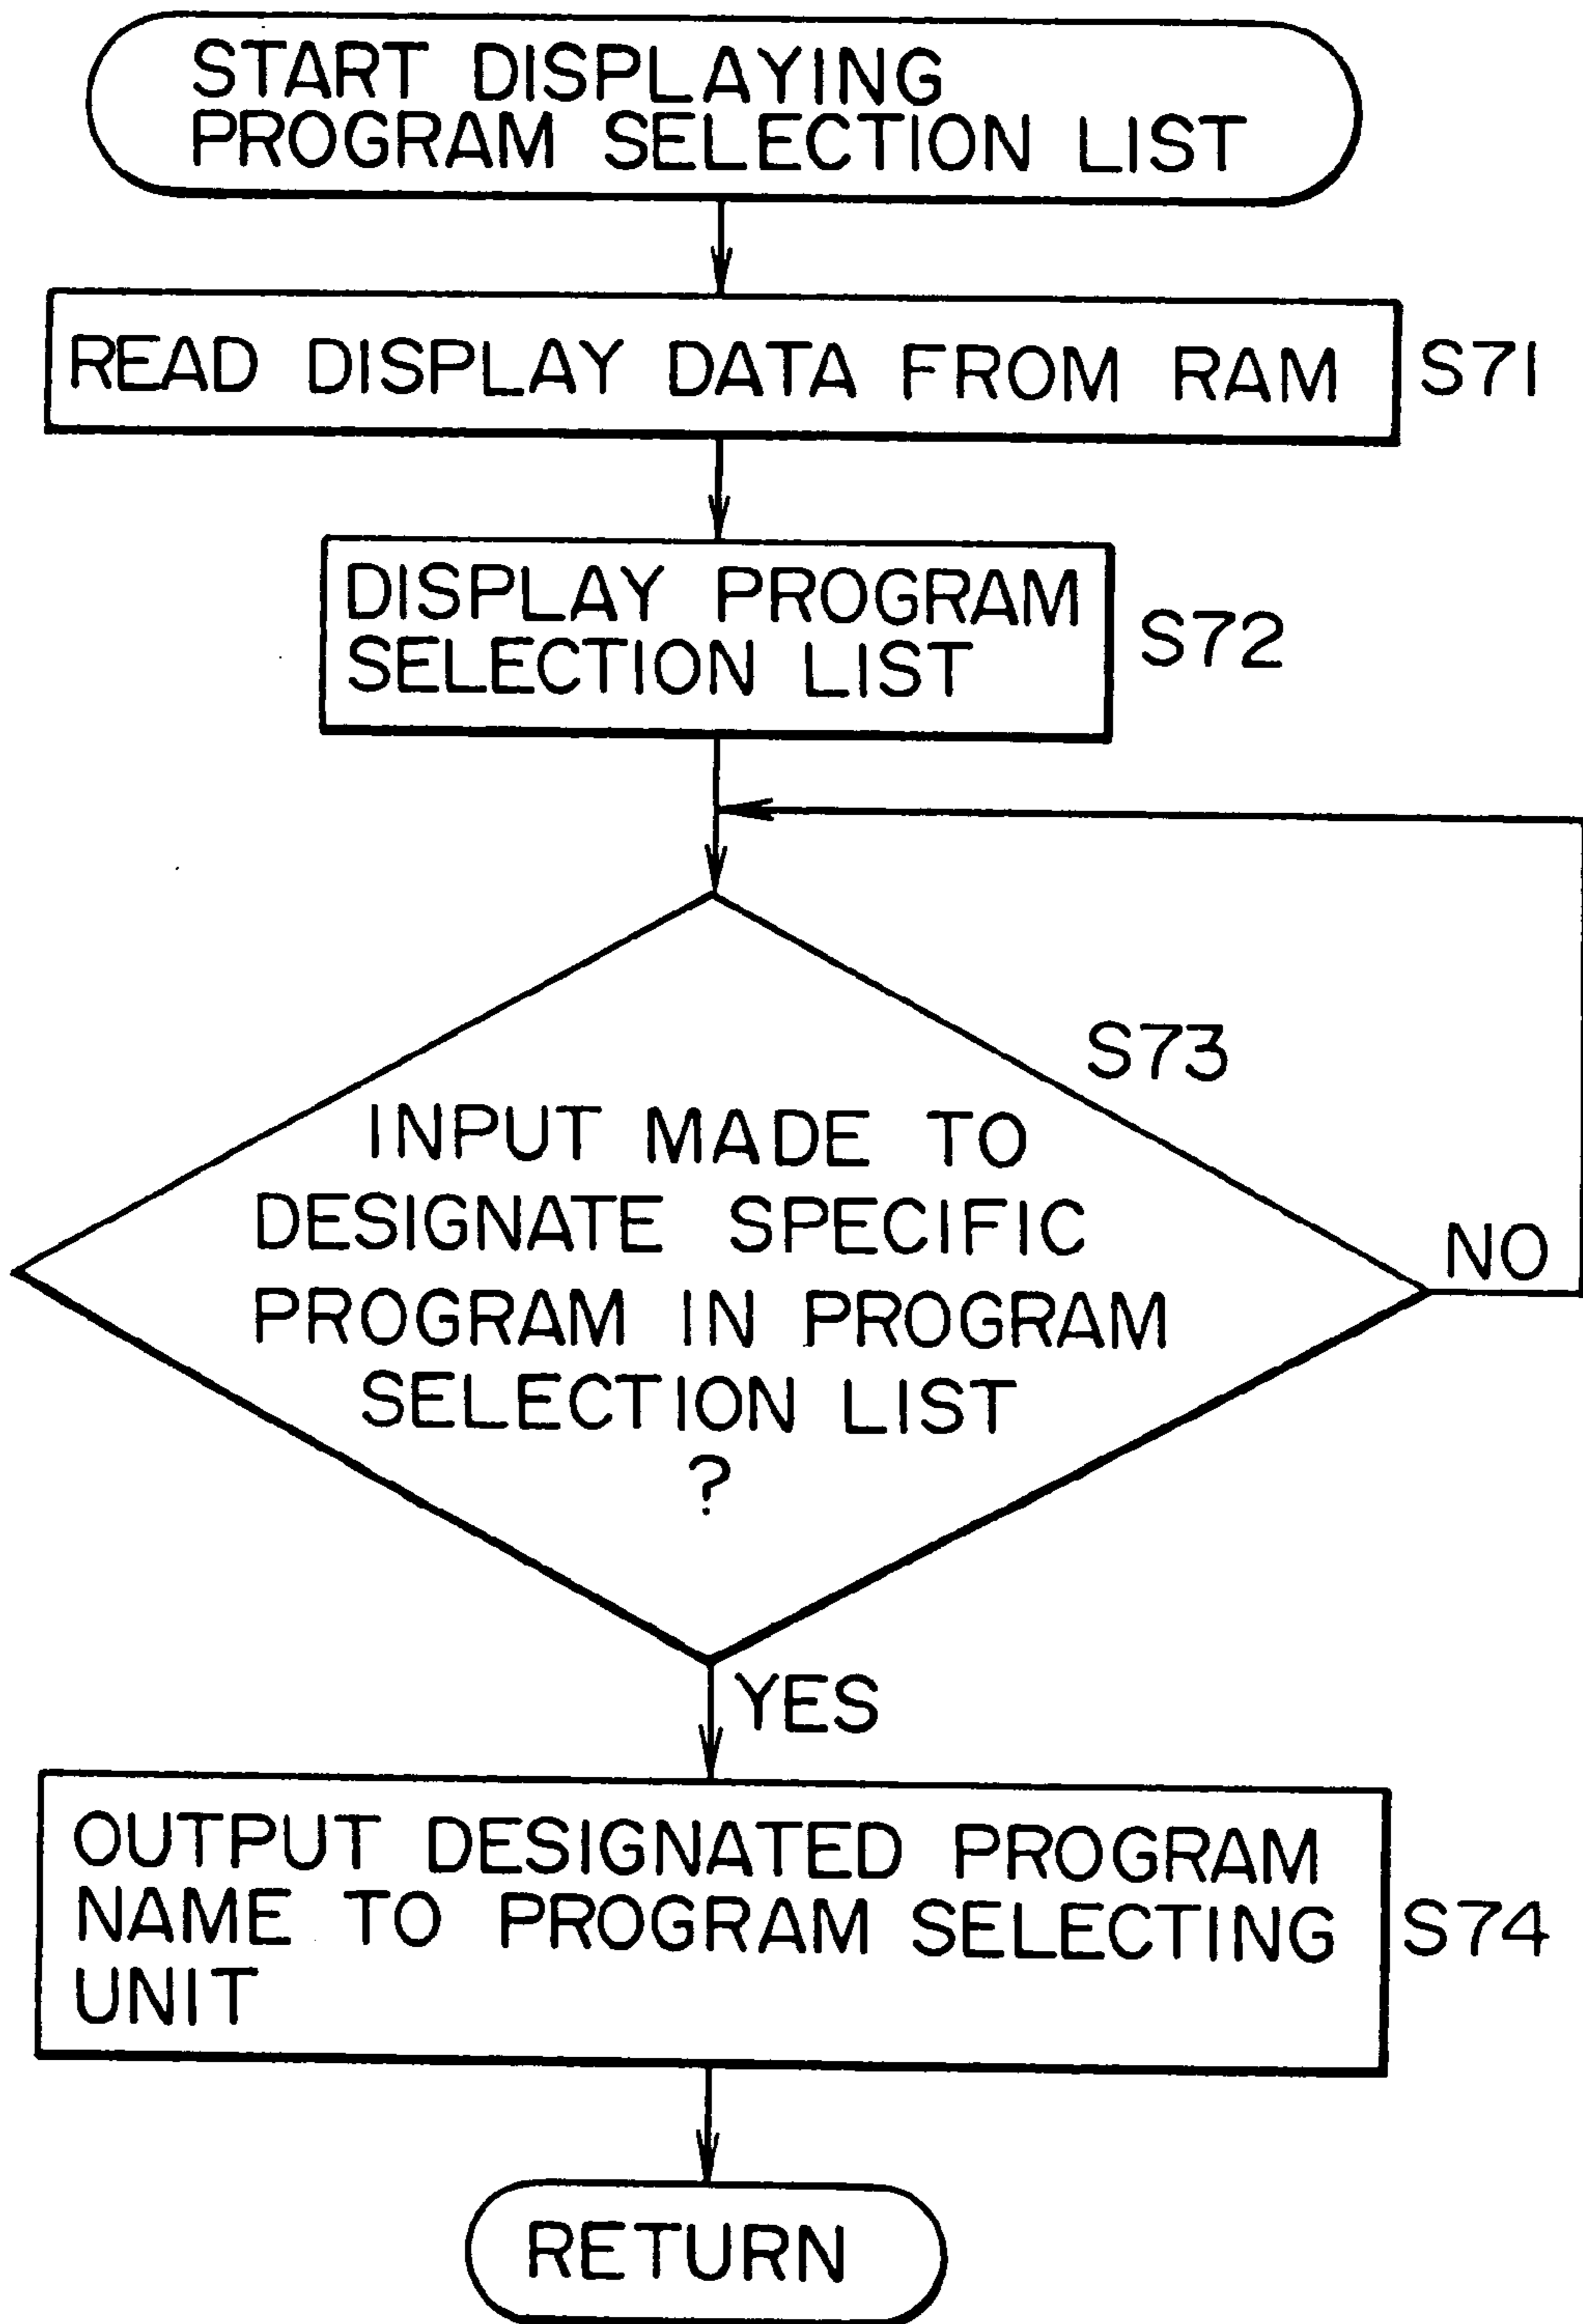 START DISPLAYING
PROGRAM SELECTION LIST
READ DISPLAY DATA FROM RAM
S71
DISPLAY PROGRAM
SELECTION LIST
S72
S73
INPUT MADE TO
DESIGNATE SPECIFIC
PROGRAM IN PROGRAM
SELECTION LIST
?
NO
YES
OUTPUT DESIGNATED PROGRAM
NAME TO PROGRAM SELECTING
UNIT
S74
RETURN